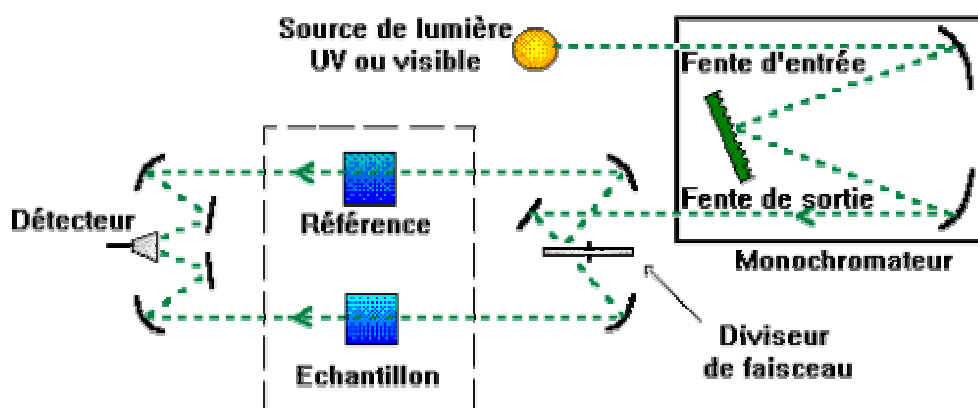 Source de lumière
UV ou visible
Fente d'entrée
Fente de sortie
Monochromateur
Référence
Détecteur
Echantillon
Diviseur
de faisceau